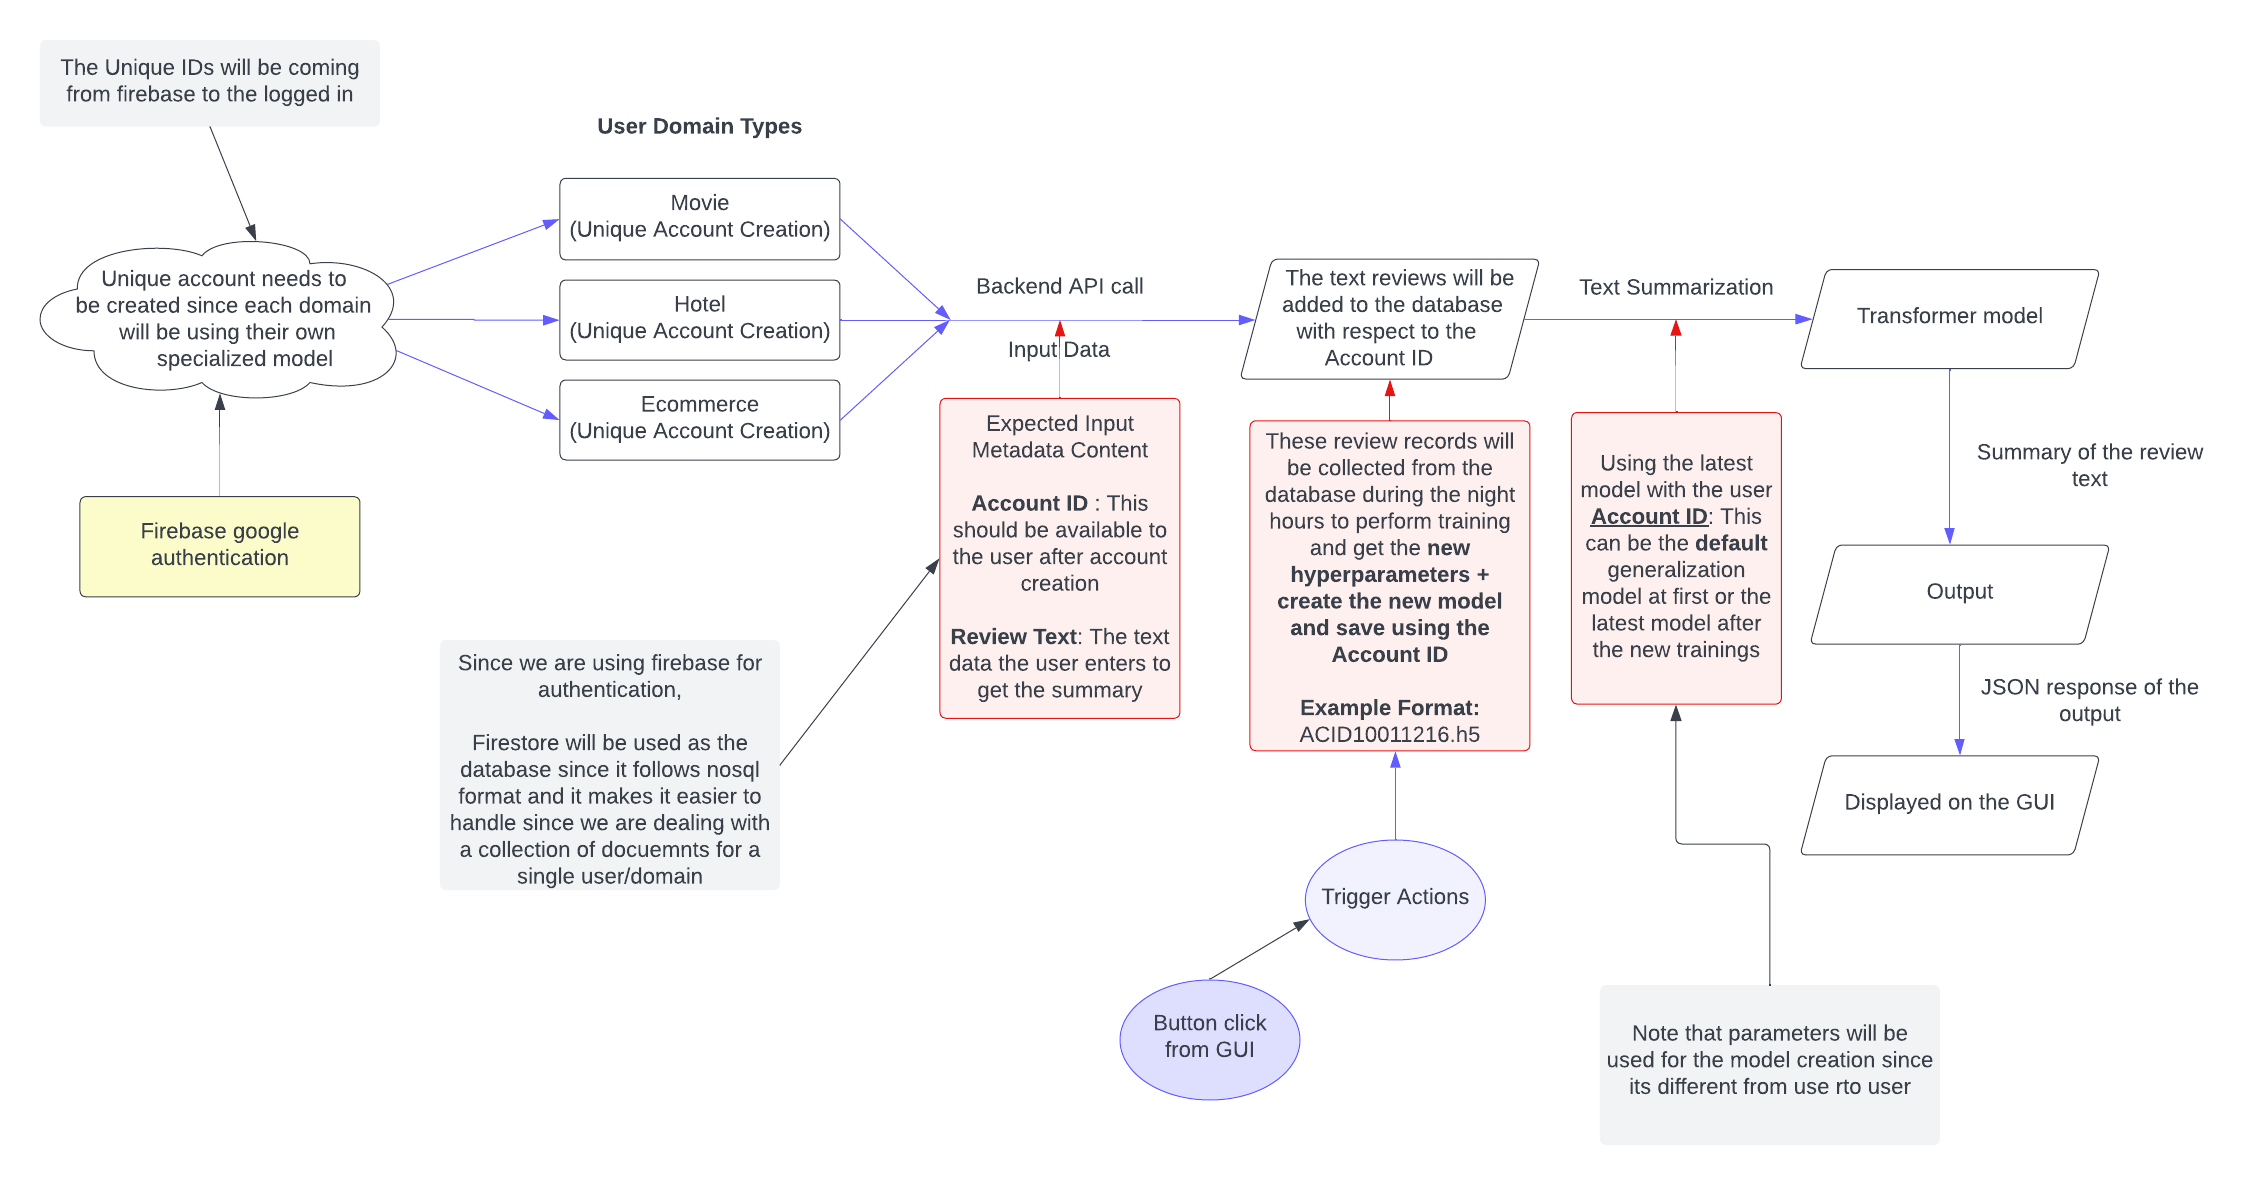 The Unique IDs will be coming
from firebase to the logged in
User Domain Types
Unique account needs to
be created since each domain
will be using their own
specialized model
Firebase google
authentication
Movie
(Unique Account Creation)
Hotel
(Unique Account Creation)
Ecommerce
(Unique Account Creation)
Backend API call
Input Data
Expected Input
Metadata Content
Account ID : This
should be available to
the user after account
creation
Review Text: The text
data the user enters to
get the summary
Since we are using firebase for
authentication,
Firestore will be used as the
database since it follows nosql
format and it makes it easier to
handle since we are dealing with
a collection of docuemnts for a
single user/domain
The text reviews will be
added to the database
with respect to the
Account ID
These review records will
be collected from the
database during the night
hours to perform training
and get the new
hyperparameters +
create the new model
and save using the
Account ID
Example Format:
ACID10011216.h5
Trigger Actions
Button click
from GUI
Text Summarization
Using the latest
model with the user
Account ID: This
can be the default
generalization
model at first or the
latest model after
the new trainings
Note that parameters will be
used for the model creation since
its different from use rto user
Transformer model
Summary of the review
text
Output
JSON response of the
output
Displayed on the GUI